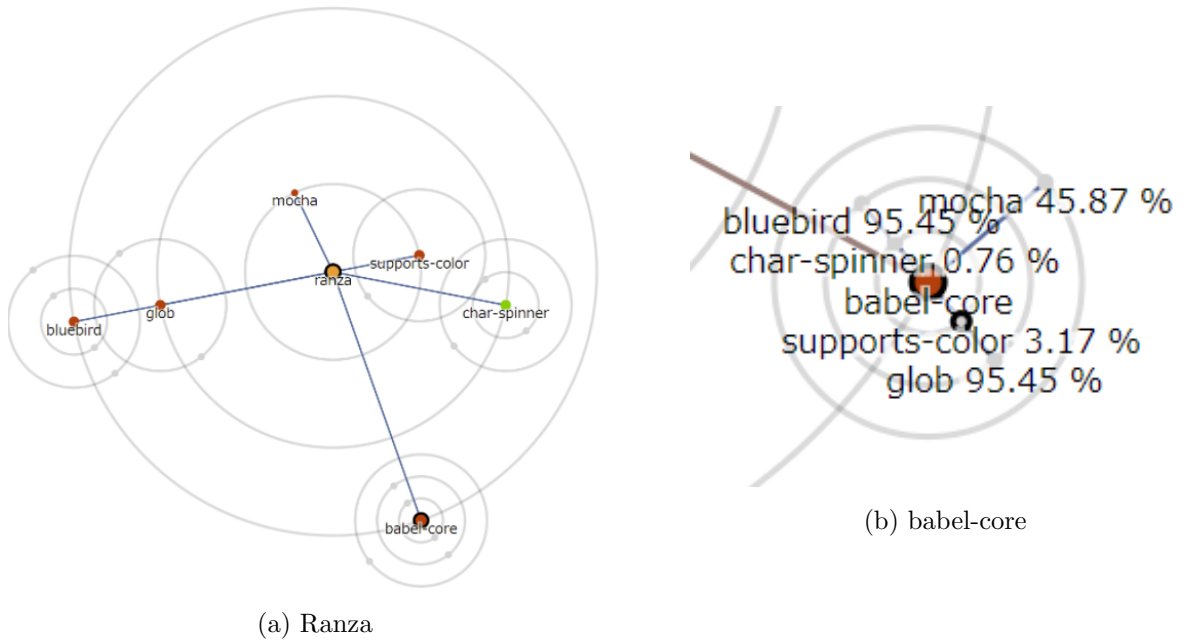 mocha
supports-color
ranza
glob
char-spinner
bluebird
babel-core
(a) Ranza
mocha 45.87 %
bluebird 95.45 %
char-spinner 0.76 %
babel-core
supports-color 3.17 %
glob 95.45 %
(b) babel-core